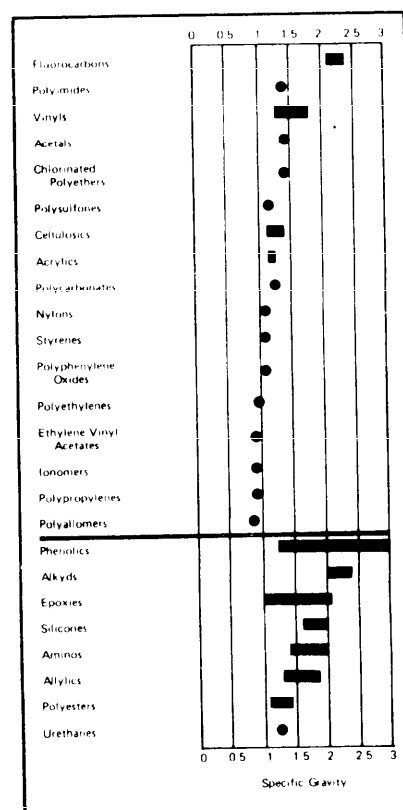 0 0.5 1 1.5 2 2.5 3
Fluorocarbons
Polyimides
Vinyls
Acetals
Chlorinated
Polyethers
Polysulfones
Cellulosics
Acrylics
Polycarbonates
Nylons
Styrenes
Polyphenylene
Oxides
Polyethylenes
Ethylene Vinyl
Acetates
Ionomers
Polypropylenes
Polyallomers
Phenolics
Alkyds
Epoxies
Silicones
Aminos
Allylics
Polyesters
Urethanes
0 0.5 1 1.5 2 2.5 3
Specific Gravity